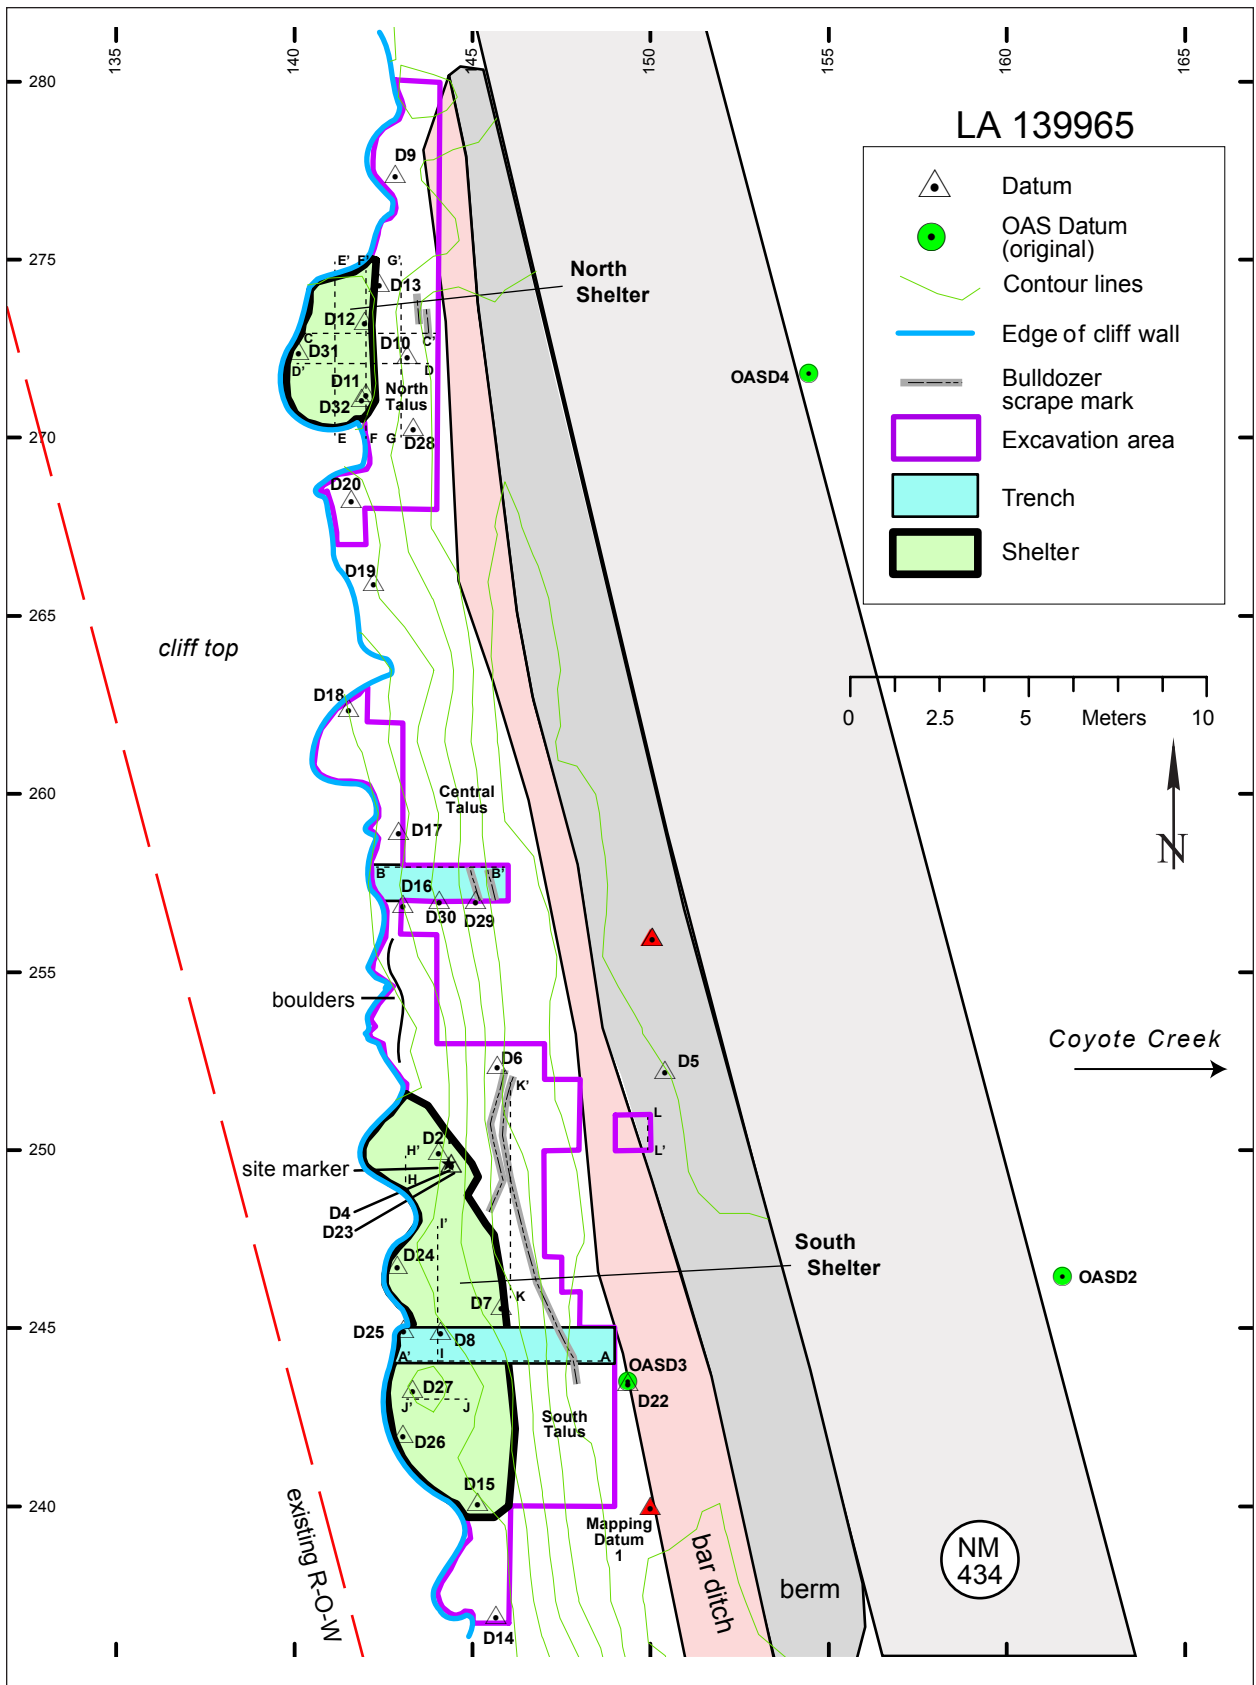 135
140
145
150
155
160
165
280
275
270
265
260
255
250
245
240
LA 139965
Datum
OAS Datum
(original)
Contour lines
Edge of cliff wall
Bulldozer
scrape mark
Excavation area
Trench
Shelter
0
2.5
5
Meters
10
N
D9
E'
F'
G'
D13
North
Shelter
D12
C
D31
D10
C'
D'
D
D11
D32
North
Talus
E
F
G
D28
OASD4
D20
D19
cliff top
D18
Central
Talus
D17
B
B'
D16
D30
D29
boulders
D6
K'
D5
Coyote Creek
L
L'
D21
H'
H
site marker
D4
D23
I'
D24
South
Shelter
OASD2
D7
K
D25
D8
A'
I
A
OASD3
D22
D27
J'
J
D26
South
Talus
D15
Mapping
Datum
1
bar ditch
berm
NM
434
existing R-O-W
D14